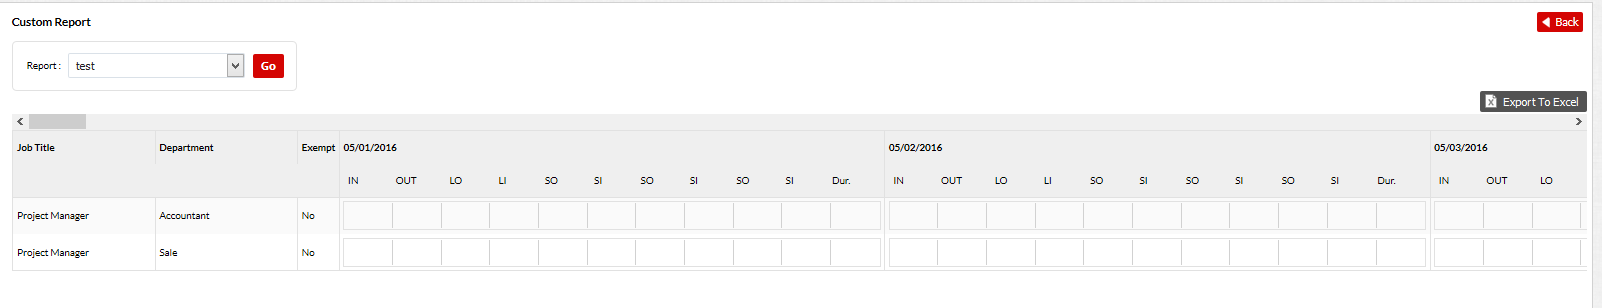 Custom Report
Back
Report : test Go
Export To Excel
Job Title Department Exempt 05/01/2016 05/02/2016 05/03/2016
IN OUT LO LI SO SI SO SI SO SI Dur. IN OUT LO LI SO SI SO SI SO SI Dur. IN OUT LO
Project Manager Accountant No
Project Manager Sale No